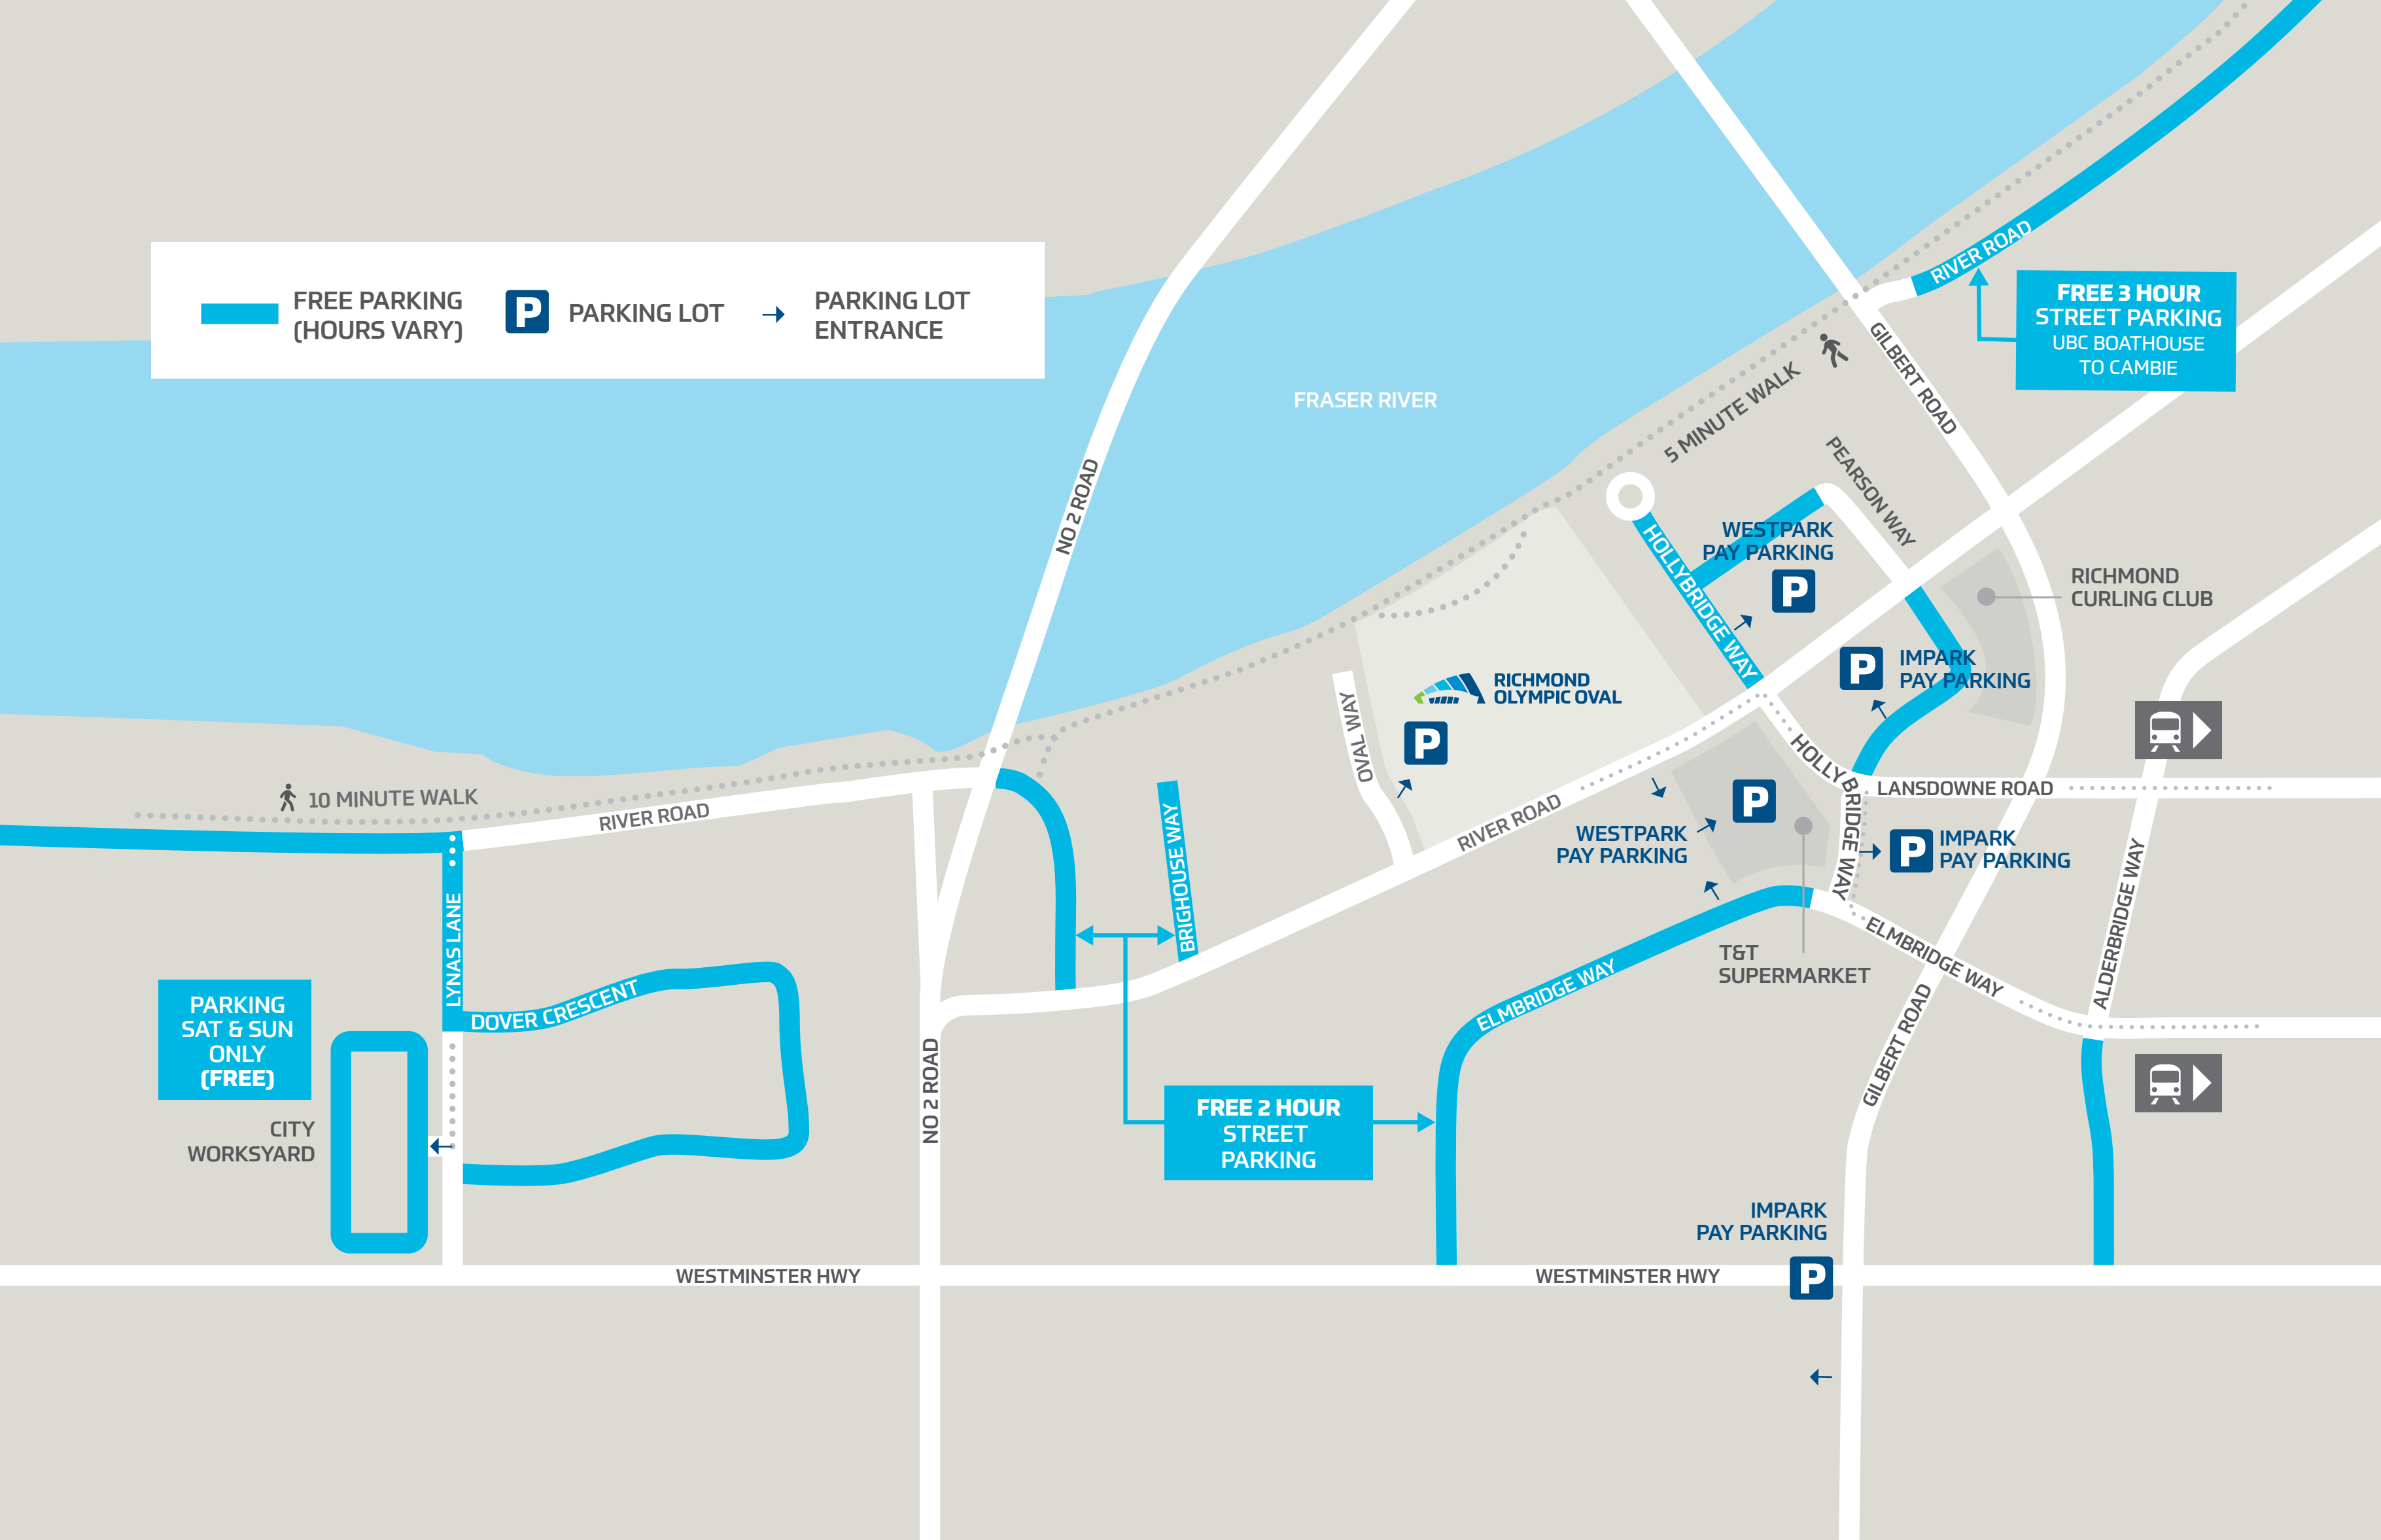 FREE PARKING
(HOURS VARY)
P
PARKING LOT
PARKING LOT
ENTRANCE
RIVER ROAD
FREE 3 HOUR
STREET PARKING
UBC BOATHOUSE
TO CAMBIE
GILBERT ROAD
5 MINUTE WALK
FRASER RIVER
NO 2 ROAD
PEARSON WAY
WESTPARK
PAY PARKING
P
HOLLYBRIDGE WAY
RICHMOND
CURLING CLUB
P
IMPARK
PAY PARKING
RICHMOND
OLYMPIC OVAL
P
OVAL WAY
HOLLYBRIDGE WAY
LANSDOWNE ROAD
10 MINUTE WALK
RIVER ROAD
BRIGHOUSE WAY
RIVER ROAD
P
WESTPARK
PAY PARKING
P
IMPARK
PAY PARKING
ALDERBRIDGE WAY
LYNAS LANE
T&T
SUPERMARKET
ELMBRIDGE WAY
ELMBRIDGE WAY
DOVER CRESCENT
PARKING
SAT & SUN
ONLY
(FREE)
CITY
WORKSYARD
NO 2 ROAD
GILBERT ROAD
FREE 2 HOUR
STREET
PARKING
IMPARK
PAY PARKING
P
WESTMINSTER HWY
WESTMINSTER HWY